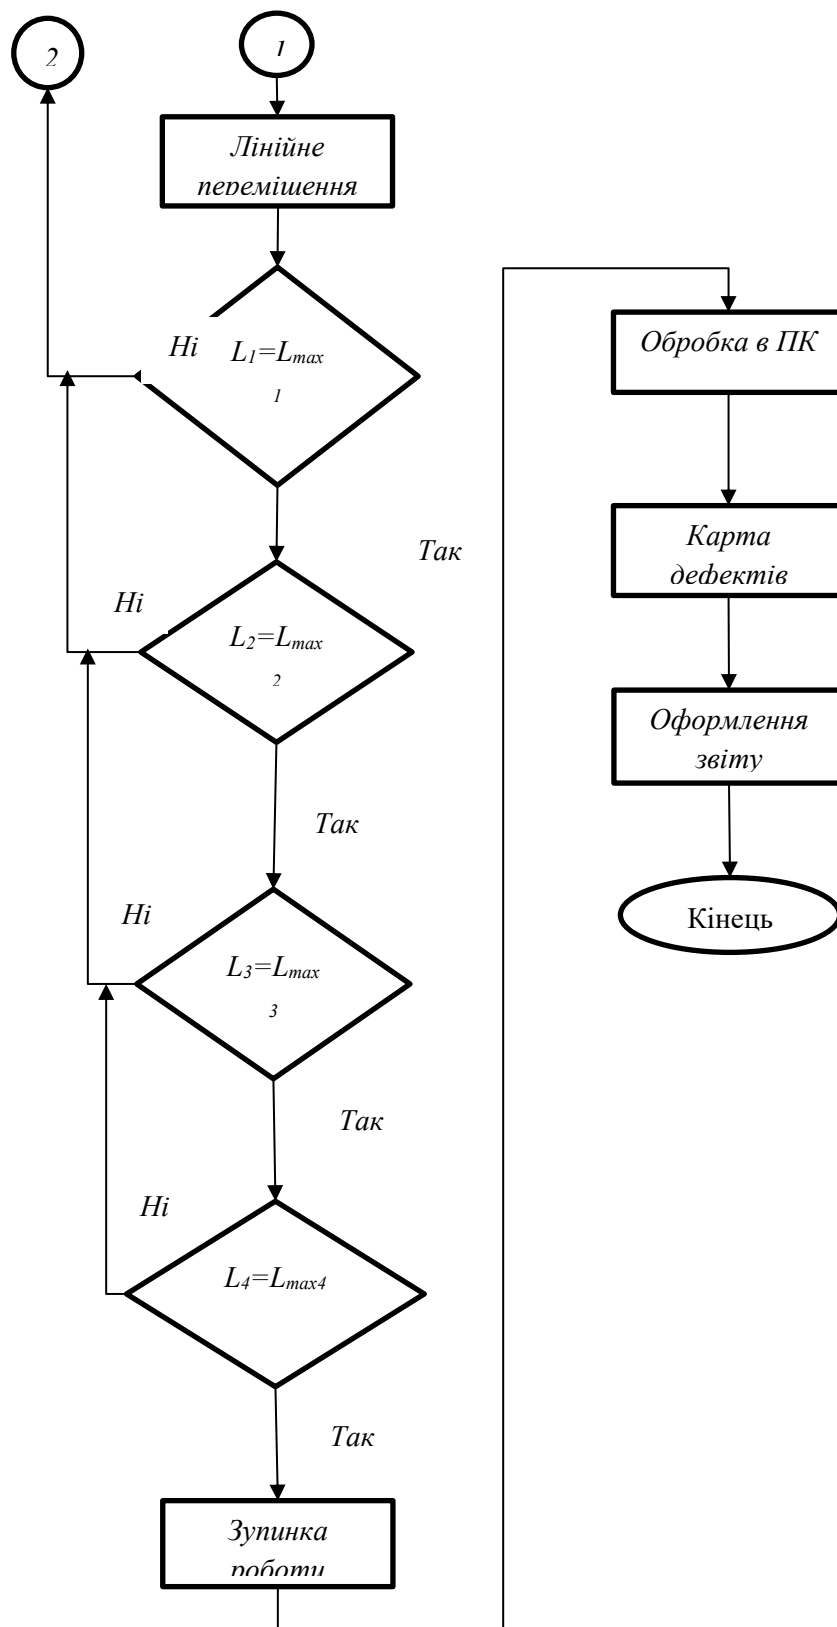 2
1
Лінійне
переміщення
Ні
L₁=Lmax
1
Так
Ні
L₂=Lmax
2
Так
Ні
L₃=Lmax
3
Так
Ні
L₄=Lmax4
Так
Зупинка
роботи
Обробка в ПК
Карта
дефектів
Оформлення
звіту
Кінець